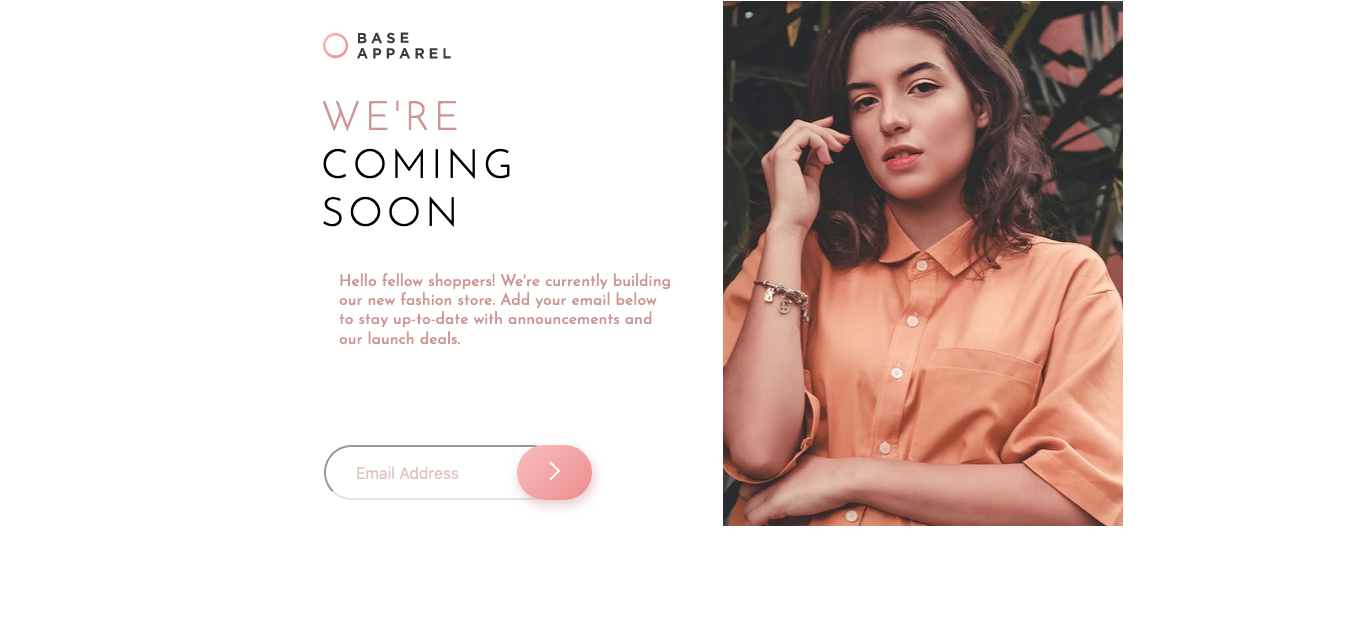 BASE
APPAREL
WE'RE
COMING
SOON
Hello fellow shoppers! We're currently building
our new fashion store. Add your email below
to stay up-to-date with announcements and
our launch deals.
Email Address